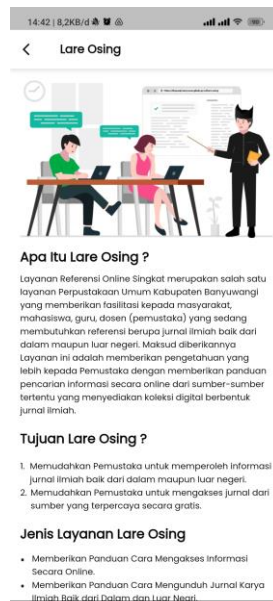 14:42 | 8,2KB/d
Lare Osing
Apa Itu Lare Osing ?
Layanan Referensi Online Singkat merupakan salah satu
layanan Perpustakaan Umum Kabupaten Banyuwangi
yang memberikan fasilitasi kepada masyarakat,
mahasiswa, guru, dosen (pemustaka) yang sedang
membutuhkan referensi berupa jurnal ilmiah baik dari
dalam maupun luar negeri. Maksud diberikannya
Layanan ini adalah memberikan pengetahuan yang
lebih kepada Pemustaka dengan memberikan panduan
pencarian informasi secara online dari sumber-sumber
tertentu yang menyediakan koleksi digital berbentuk
jurnal ilmiah.
Tujuan Lare Osing ?
1. Memudahkan Pemustaka untuk memperoleh informasi
jurnal ilmiah baik dari dalam maupun luar negeri.
2. Memudahkan Pemustaka untuk mengakses jurnal dari
sumber yang terpercaya secara gratis.
Jenis Layanan Lare Osing
• Memberikan Panduan Cara Mengakses Informasi
Secara Online.
• Memberikan Panduan Cara Mengunduh Jurnal Karya
Ilmiah Baik dari Dalam dan Luar Negri.